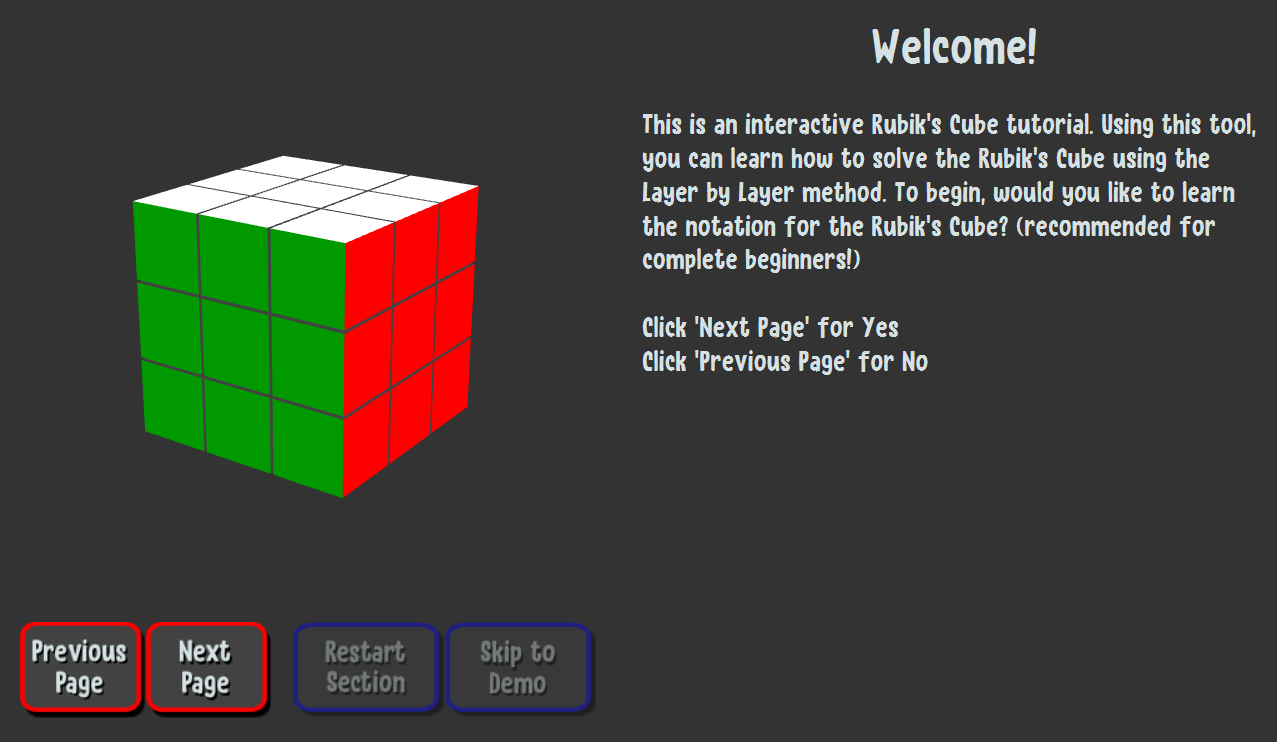 Welcome!
This is an interactive Rubik's Cube tutorial. Using this tool,
you can learn how to solve the Rubik's Cube using the
Layer by Layer method. To begin, would you like to learn
the notation for the Rubik's Cube? (recommended for
complete beginners!)
Click 'Next Page' for Yes
Click 'Previous Page' for No
Previous
Page
Next
Page
Restart
Section
Skip to
Demo